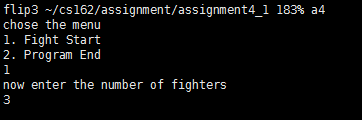 flip3 ~/cs162/assignment/assignment4_1 183% a4
chose the menu
1. Fight Start
2. Program End
1
now enter the number of fighters
3